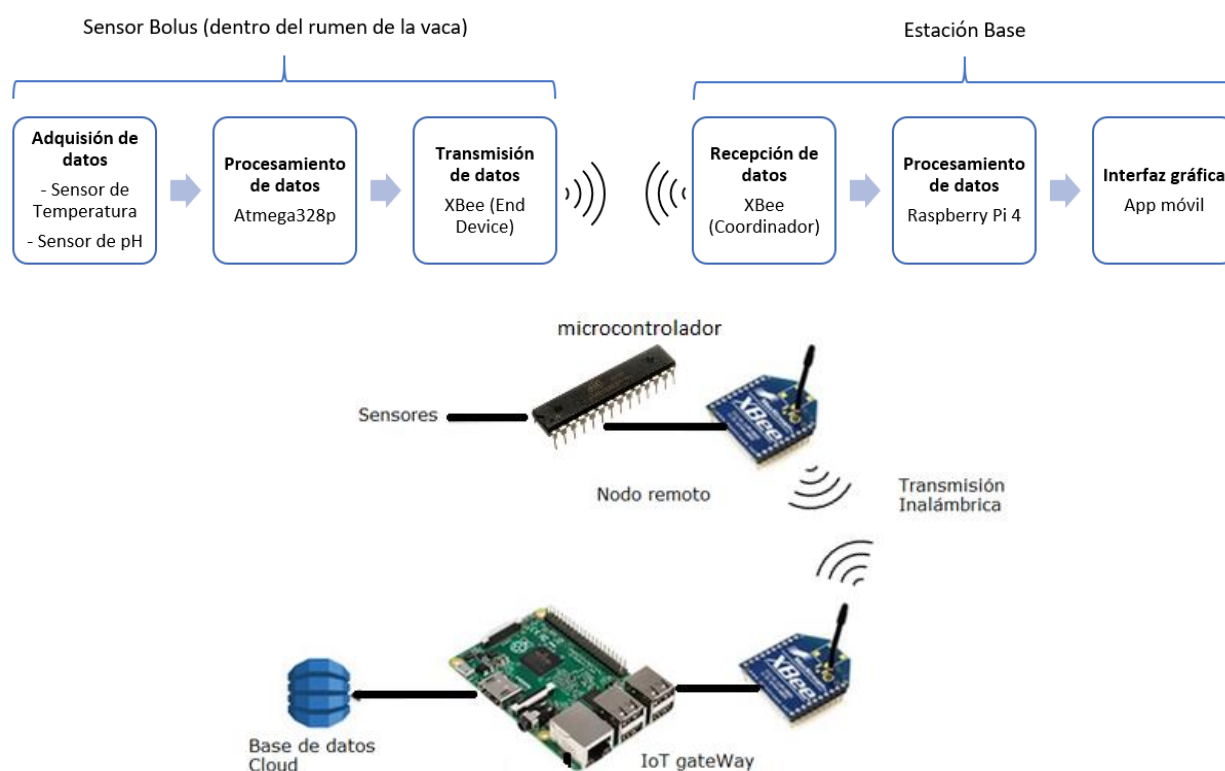 Sensor Bolus (dentro del rumen de la vaca)
Estación Base
Adquisión de
datos
- Sensor de
Temperatura
- Sensor de pH
Procesamiento
de datos
Atmega328p
Transmisión
de datos
XBee (End
Device)
Recepción de
datos
XBee
(Coordinador)
Procesamiento
de datos
Raspberry Pi 4
Interfaz gráfica
App móvil
microcontrolador
Sensores
XBee
Nodo remoto
Transmisión
Inalámbrica
XBee
Base de datos
Cloud
IoT gateWay